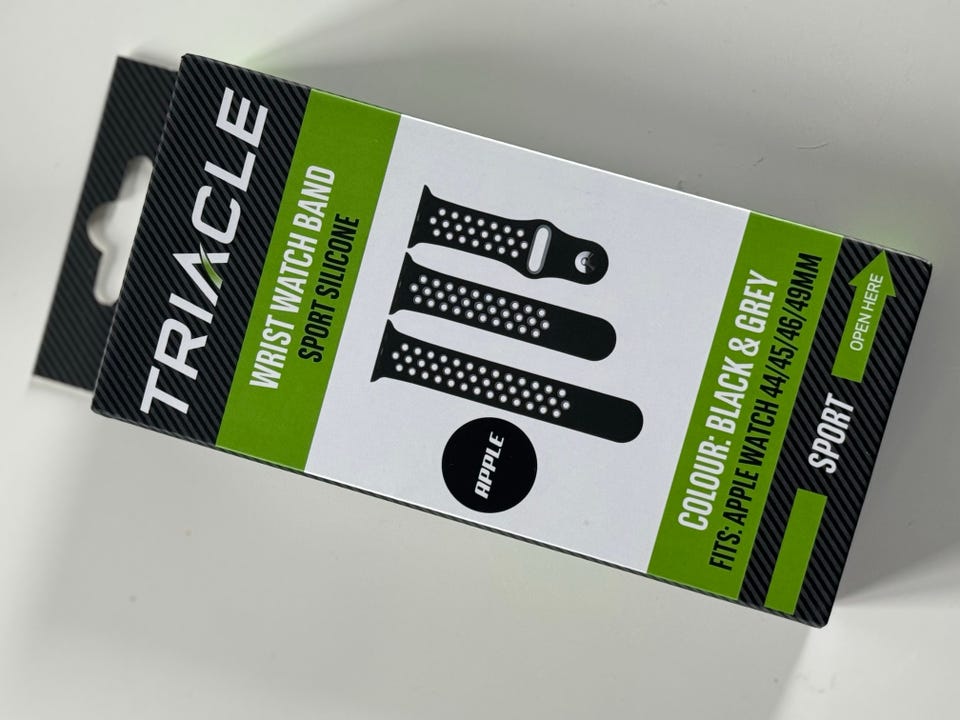 TRIACLE
WRIST WATCH BAND
SPORT SILICONE
APPLE
COLOUR: BLACK & GREY
FITS: APPLE WATCH 44/45/46/49MM
SPORT
OPEN HERE